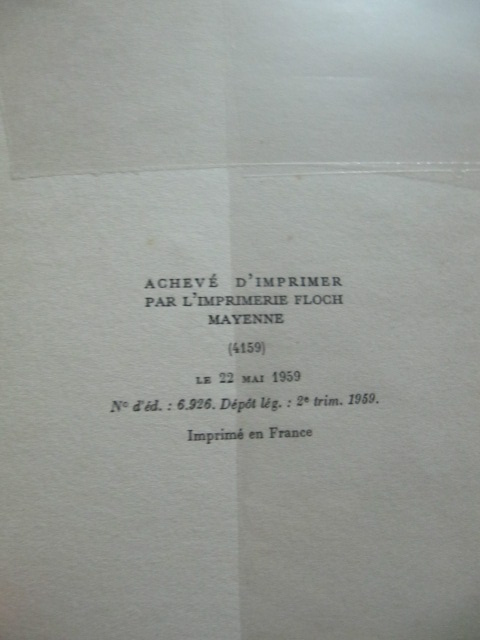 ACHEVÉ D'IMPRIMER
PAR L'IMPRIMERIE FLOCH
MAYENNE
(4159)
LE 22 MAI 1959
N° d'éd. : 6.926. Dépôt lég. : 2e trim. 1959.
Imprimé en France